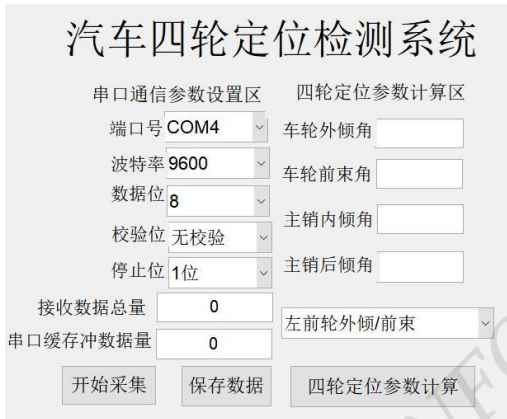 汽车四轮定位检测系统
串口通信参数设置区 四轮定位参数计算区
端口号 COM4 车轮外倾角
波特率 9600 车轮前束角
数据位 8
主销内倾角
校验位 无校验
停止位 1位 主销后倾角
接收数据总量 0
左前轮外倾/前束
串口缓存冲数据量 0
开始采集 保存数据 四轮定位参数计算